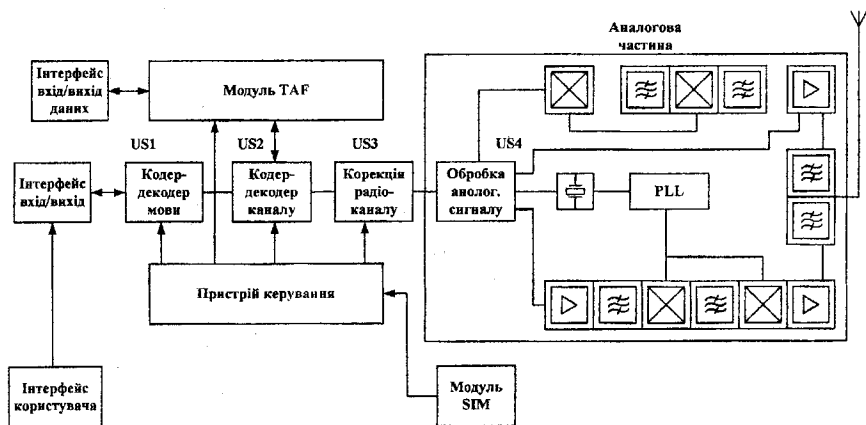 Аналогова
частина
Інтерфейс
вхід/вихід
даних
Модуль TAF
US1
US2
US3
US4
Інтерфейс
вхід/вихід
Кодер-
декодер
мови
Кодер-
декодер
каналу
Корекція
радіо-
каналу
Обробка
анолог.
сигналу
PLL
Пристрій керування
Інтерфейс
користувача
Модуль
SIM